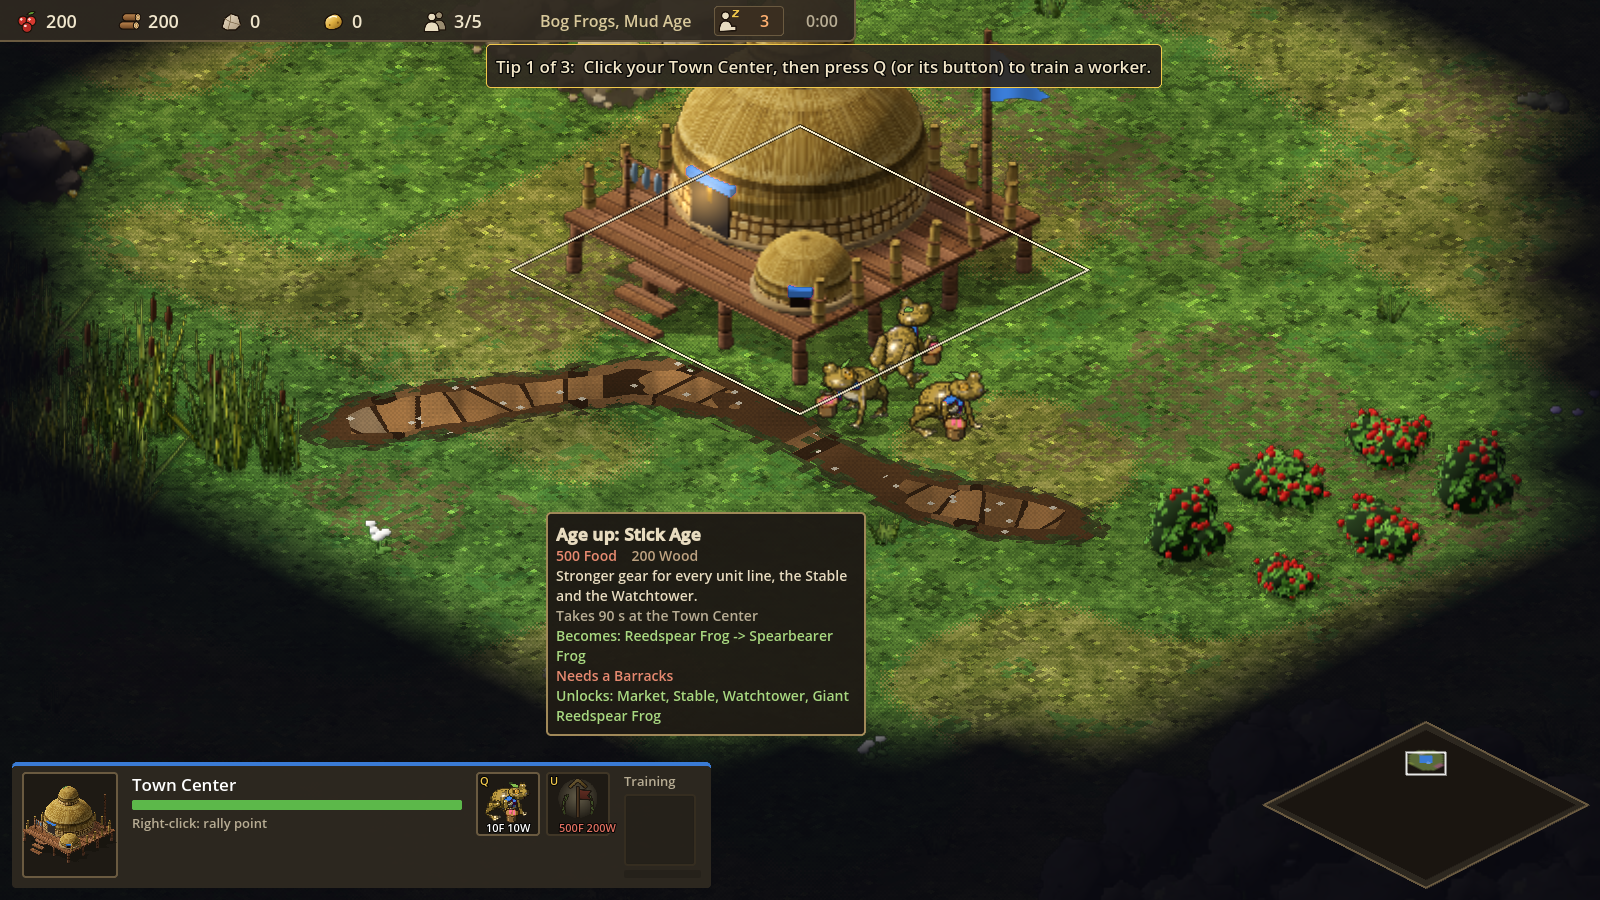 200 200 0 0 3/5 Bog Frogs, Mud Age z 3 0:00
Tip 1 of 3: Click your Town Center, then press Q (or its button) to train a worker.
Age up: Stick Age
500 Food 200 Wood
Stronger gear for every unit line, the Stable
and the Watchtower.
Takes 90 s at the Town Center
Becomes: Reedspear Frog -> Spearbearer
Frog
Needs a Barracks
Unlocks: Market, Stable, Watchtower, Giant
Reedspear Frog
Town Center
Right-click: rally point
Q
10F 10W
U
500F 200W
Training